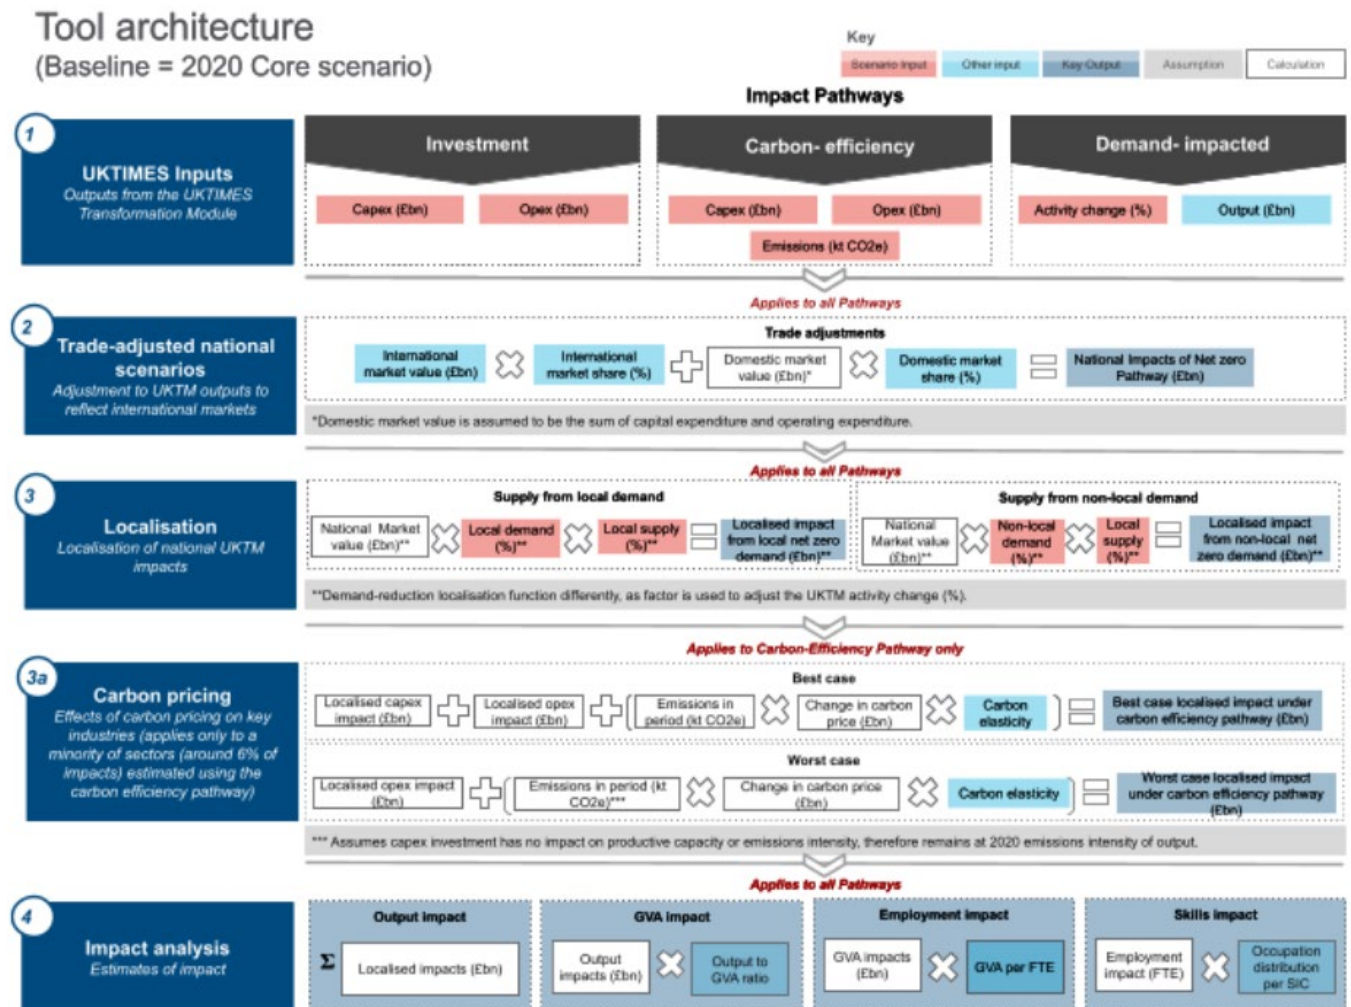 Tool architecture
(Baseline = 2020 Core scenario)
Key
Scenario Input
Other input
Key Output
Assumption
Calculation
Impact Pathways
1
UKTIMES Inputs
Outputs from the UKTIMES
Transformation Module
Investment
Capex (£bn)
Opex (£bn)
Carbon- efficiency
Capex (£bn)
Opex (£bn)
Emissions (kt CO2e)
Demand- impacted
Activity change (%)
Output (£bn)
Applies to all Pathways
2
Trade-adjusted national
scenarios
Adjustment to UKTM outputs to
reflect international markets
Trade adjustments
International
market value (£bn)
International
market share (%)
Domestic market
value (£bn)*
Domestic market
share (%)
National Impacts of Net zero
Pathway (£bn)
*Domestic market value is assumed to be the sum of capital expenditure and operating expenditure.
Applies to all Pathways
3
Localisation
Localisation of national UKTM
impacts
Supply from local demand
National Market
value (£bn)**
Local demand
(%)**
Local supply
(%)**
Localised impact
from local net zero
demand (£bn)**
Supply from non-local demand
National
Market value
(£bn)**
Non-local
demand
(%)**
Local
supply
(%)**
Localised impact
from non-local net
zero demand (£bn)**
**Demand-reduction localisation function differently, as factor is used to adjust the UKTM activity change (%).
Applies to Carbon-Efficiency Pathway only
3a
Carbon pricing
Effects of carbon pricing on key
industries (applies only to a
minority of sectors (around 6% of
impacts) estimated using the
carbon efficiency pathway)
Best case
Localised capex
impact (£bn)
Localised opex
impact (£bn)
Emissions in
period (kt CO2e)
Change in carbon
price (£bn)
Carbon
elasticity
Best case localised impact under
carbon efficiency pathway (£bn)
Worst case
Localised opex impact
(£bn)
Emissions in period (kt
CO2e)***
Change in carbon price
(£bn)
Carbon elasticity
Worst case localised impact
under carbon efficiency pathway
(£bn)
*** Assumes capex investment has no impact on productive capacity or emissions intensity, therefore remains at 2020 emissions intensity of output.
Applies to all Pathways
4
Impact analysis
Estimates of impact
Output impact
Σ
Localised impacts (£bn)
GVA impact
Output
impacts (£bn)
Output to
GVA ratio
Employment impact
GVA impacts
(£bn)
GVA per FTE
Skills impact
Employment
impact (FTE)
Occupation
distribution
per SIC